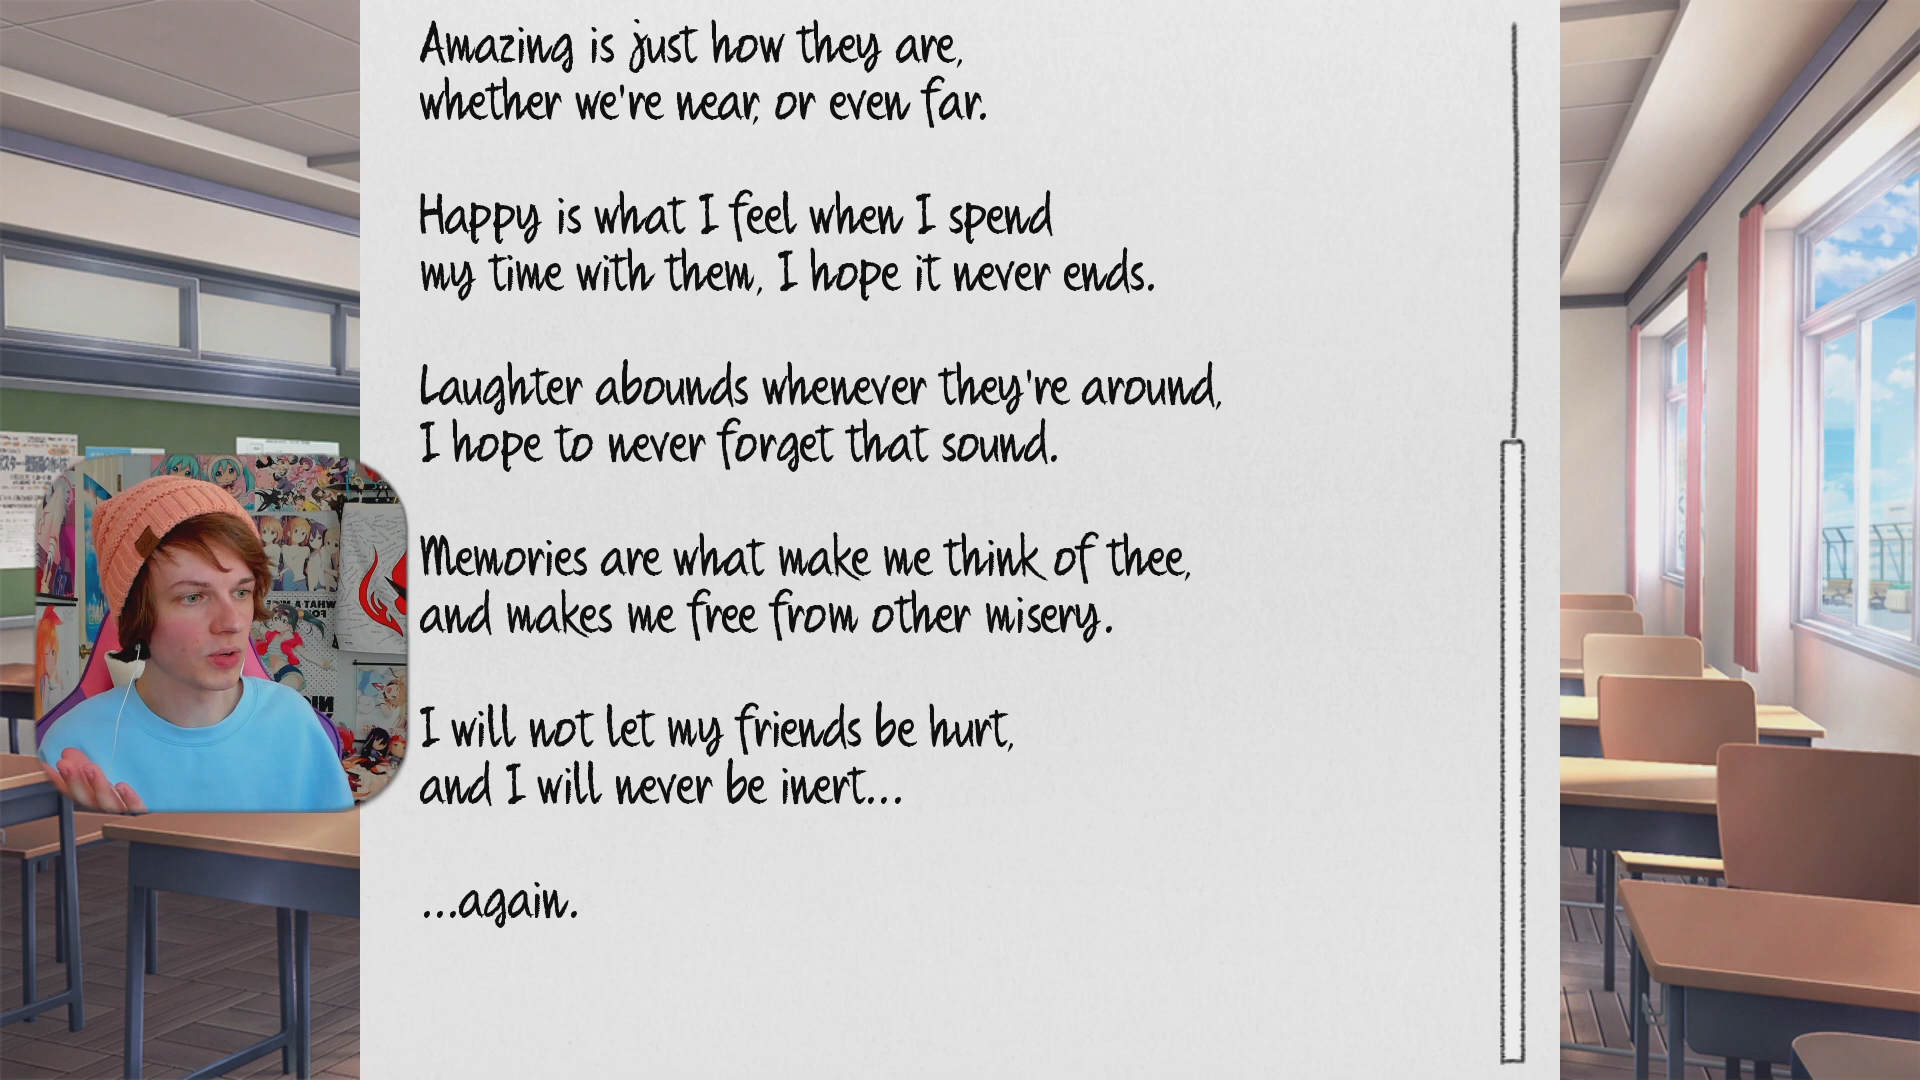 Amazing is just how they are,
whether we're near, or even far.
Happy is what I feel when I spend
my time with them, I hope it never ends.
Laughter abounds whenever they're around,
I hope to never forget that sound.
Memories are what make me think of thee,
and makes me free from other misery.
I will not let my friends be hurt,
and I will never be inert...
...again.